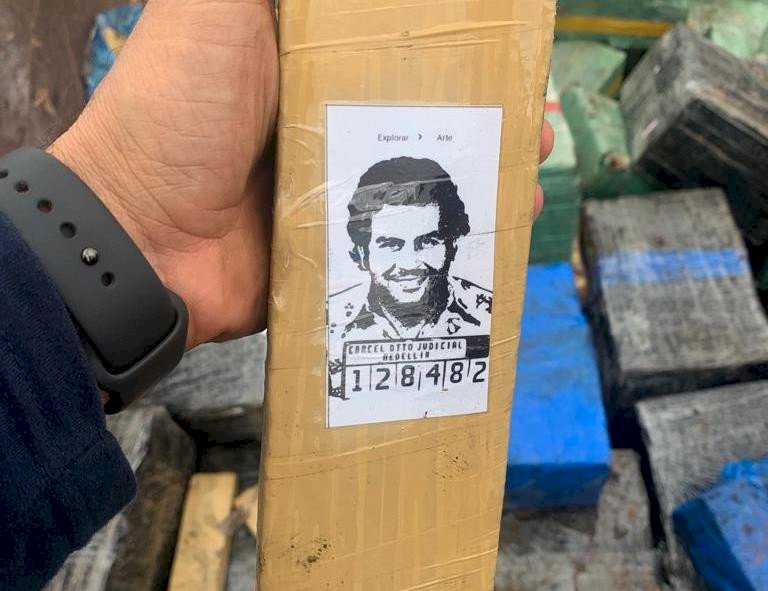 Explorar > Arte
CARCEL DTTO JUDICIAL
MEDELLIN
128482